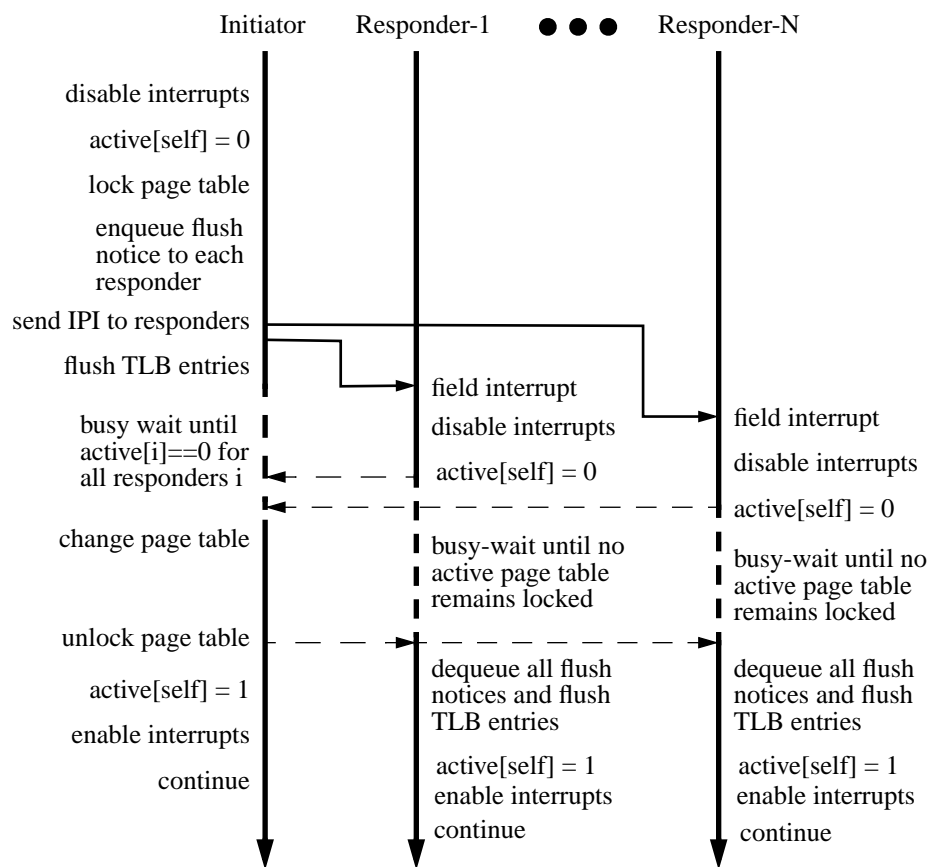 Initiator
Responder-1
Responder-N
disable interrupts
active[self] = 0
lock page table
enqueue flush
notice to each
responder
send IPI to responders
flush TLB entries
busy wait until
active[i]==0 for
all responders i
change page table
unlock page table
active[self] = 1
enable interrupts
continue
field interrupt
disable interrupts
active[self] = 0
busy-wait until no
active page table
remains locked
dequeue all flush
notices and flush
TLB entries
active[self] = 1
enable interrupts
continue
field interrupt
disable interrupts
active[self] = 0
busy-wait until no
active page table
remains locked
dequeue all flush
notices and flush
TLB entries
active[self] = 1
enable interrupts
continue